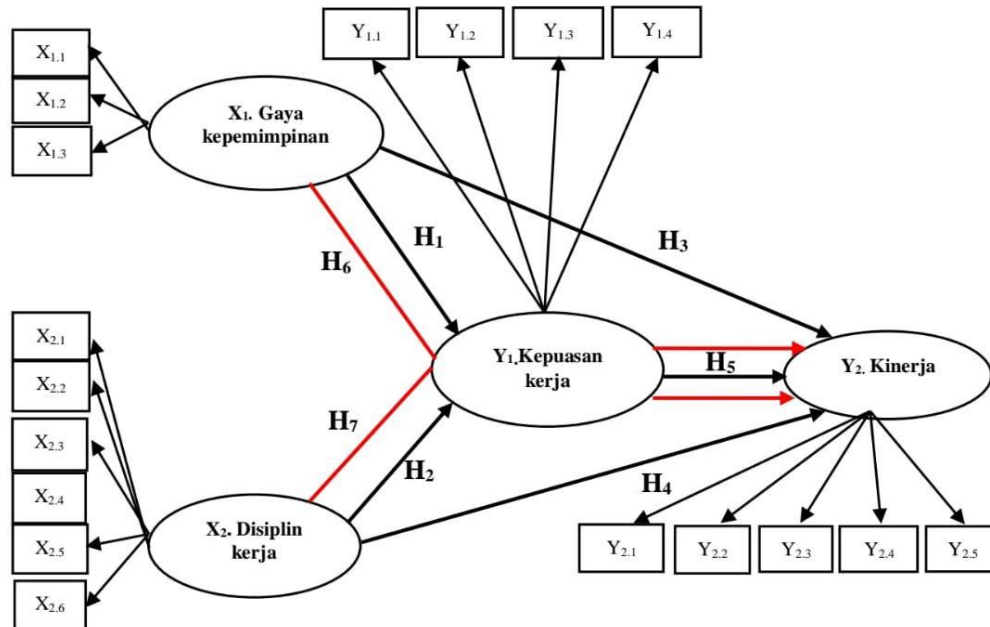 X1.1
X1.2
X1.3
X1. Gaya
kepemimpinan
Y1.1
Y1.2
Y1.3
Y1.4
H1
H3
H6
X2.1
X2.2
X2.3
X2.4
X2.5
X2.6
Y1.Kepuasan
kerja
H5
Y2. Kinerja
H7
H2
H4
X2. Disiplin
kerja
Y2.1
Y2.2
Y2.3
Y2.4
Y2.5